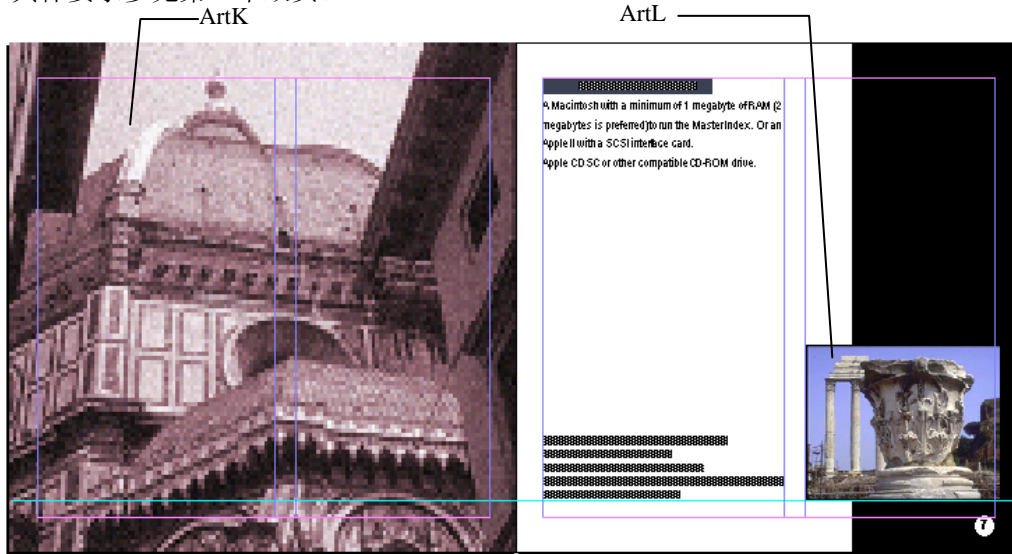 ArtK
ArtL
A Macintosh with a minimum of 1 megabyte of RAM (2
megabytes is preferred) to run the MasterIndex. Or an
Apple II with a SCSI interface card.
Apple CD SC or other compatible CD-ROM drive.
7